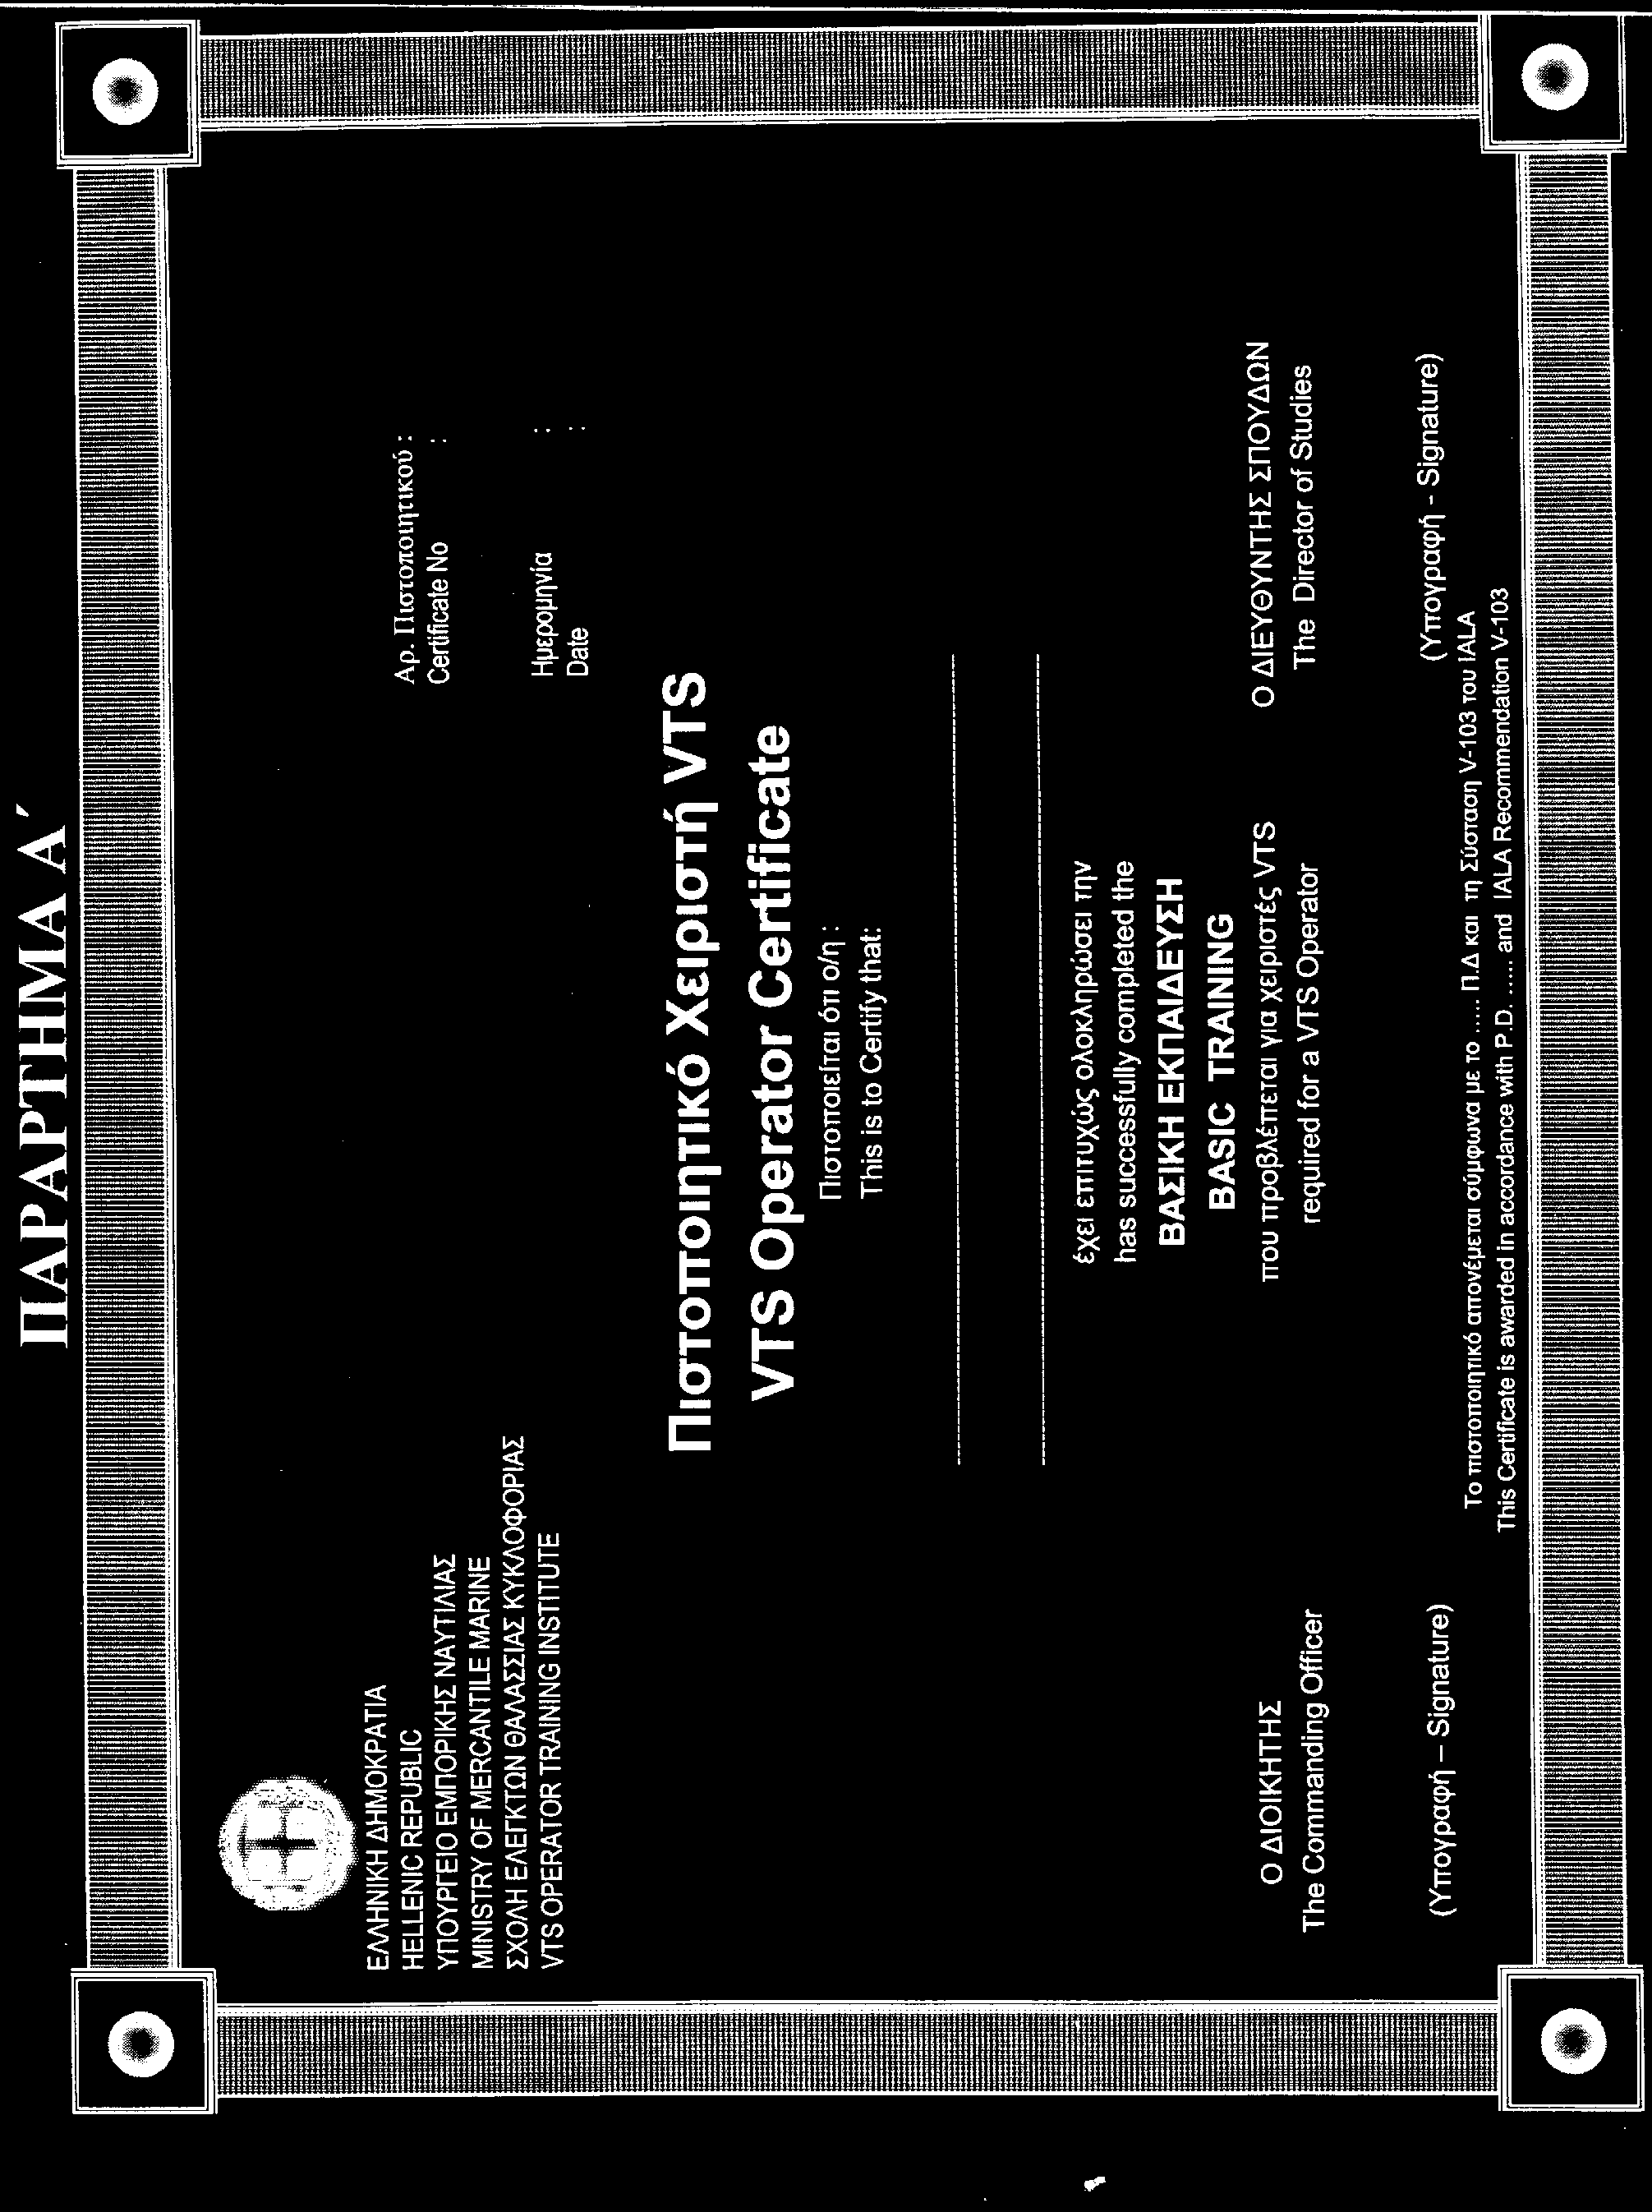 ΠΑΡΑΡΤΗΜΑ Α΄
ΕΛΛΗΝΙΚΗ ΔΗΜΟΚΡΑΤΙΑ
HELLENIC REPUBLIC
ΥΠΟΥΡΓΕΙΟ ΕΜΠΟΡΙΚΗΣ ΝΑΥΤΙΛΙΑΣ
MINISTRY OF MERCANTILE MARINE
ΣΧΟΛΗ ΕΛΕΓΚΤΩΝ ΘΑΛΑΣΣΙΑΣ ΚΥΚΛΟΦΟΡΙΑΣ
VTS OPERATOR TRAINING INSTITUTE
Αρ. Πιστοποιητικού :
Certificate No :
Ημερομηνία :
Date :
Πιστοποιητικό Χειριστή VTS
VTS Operator Certificate
Πιστοποιείται ότι ο/η :
This is to Certify that:
έχει επιτυχώς ολοκληρώσει την
has successfully completed the
ΒΑΣΙΚΗ ΕΚΠΑΙΔΕΥΣΗ
BASIC TRAINING
που προβλέπεται για χειριστές VTS
required for a VTS Operator
Ο ΔΙΟΙΚΗΤΗΣ
The Commanding Officer
(Υπογραφή – Signature)
Ο ΔΙΕΥΘΥΝΤΗΣ ΣΠΟΥΔΩΝ
The Director of Studies
(Υπογραφή - Signature)
Το πιστοποιητικό απονέμεται σύμφωνα με το ..... Π.Δ και τη Σύσταση V-103 του IALA
This Certificate is awarded in accordance with P.D. ...... and IALA Recommendation V-103